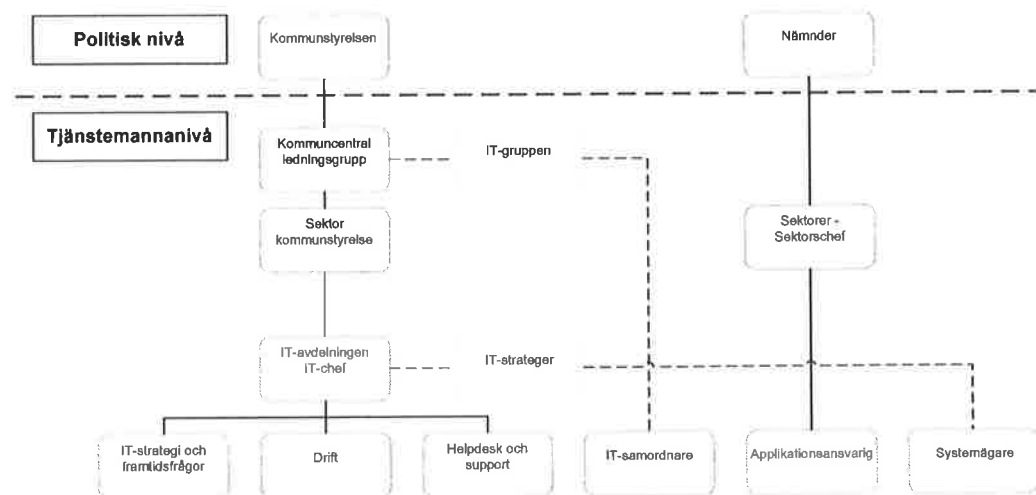 Politisk nivå
Kommunstyrelsen
Nämnder
Tjänstemannanivå
Kommuncentral
ledningsgrupp
IT-gruppen
Sektor
kommunstyrelse
Sektorer -
Sektorschef
IT-avdelningen
IT-chef
IT-strateger
IT-strategi och
framtidsfrågor
Drift
Helpdesk och
support
IT-samordnare
Applikationsansvarig
Systemägare